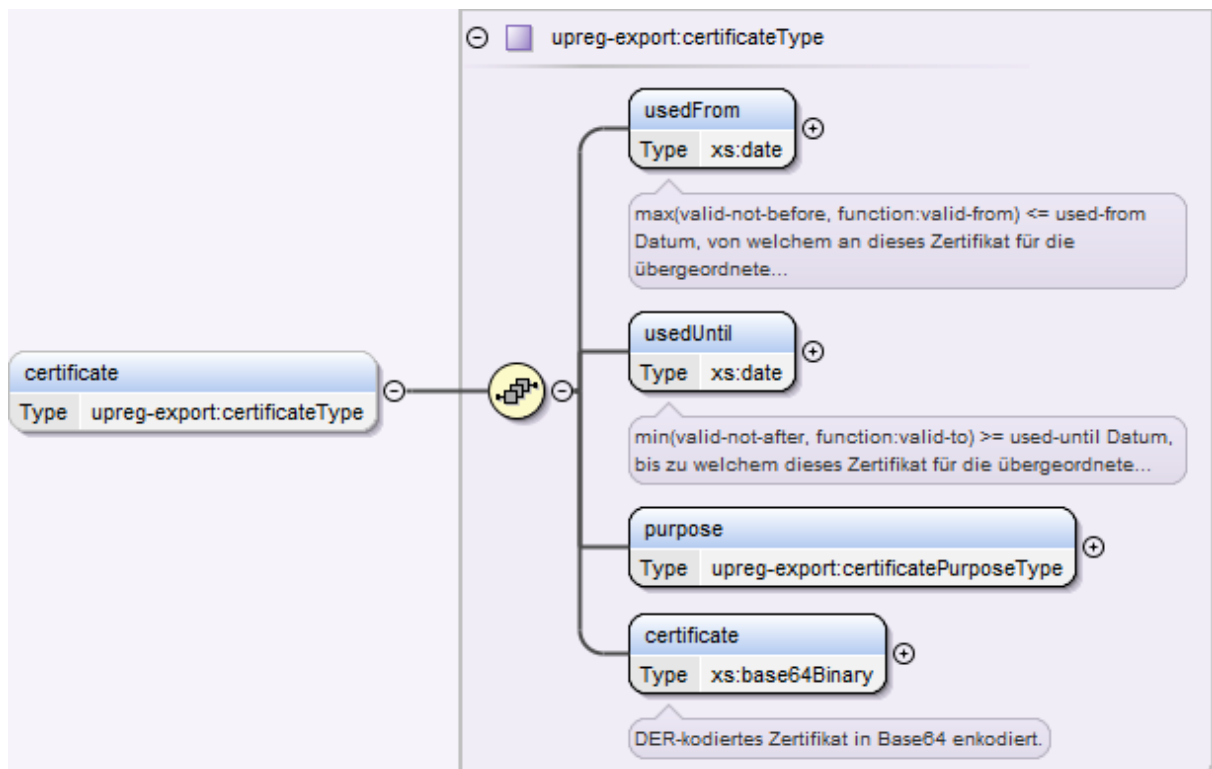 upreg-export:certificateType
usedFrom
Type xs:date
max(valid-not-before, function:valid-from) <= used-from
Datum, von welchem an dieses Zertifikat für die
übergeordnete...
usedUntil
Type xs:date
certificate
Type upreg-export:certificateType
min(valid-not-after, function:valid-to) >= used-until Datum,
bis zu welchem dieses Zertifikat für die übergeordnete...
purpose
Type upreg-export:certificatePurposeType
certificate
Type xs:base64Binary
DER-kodiertes Zertifikat in Base64 enkodiert.